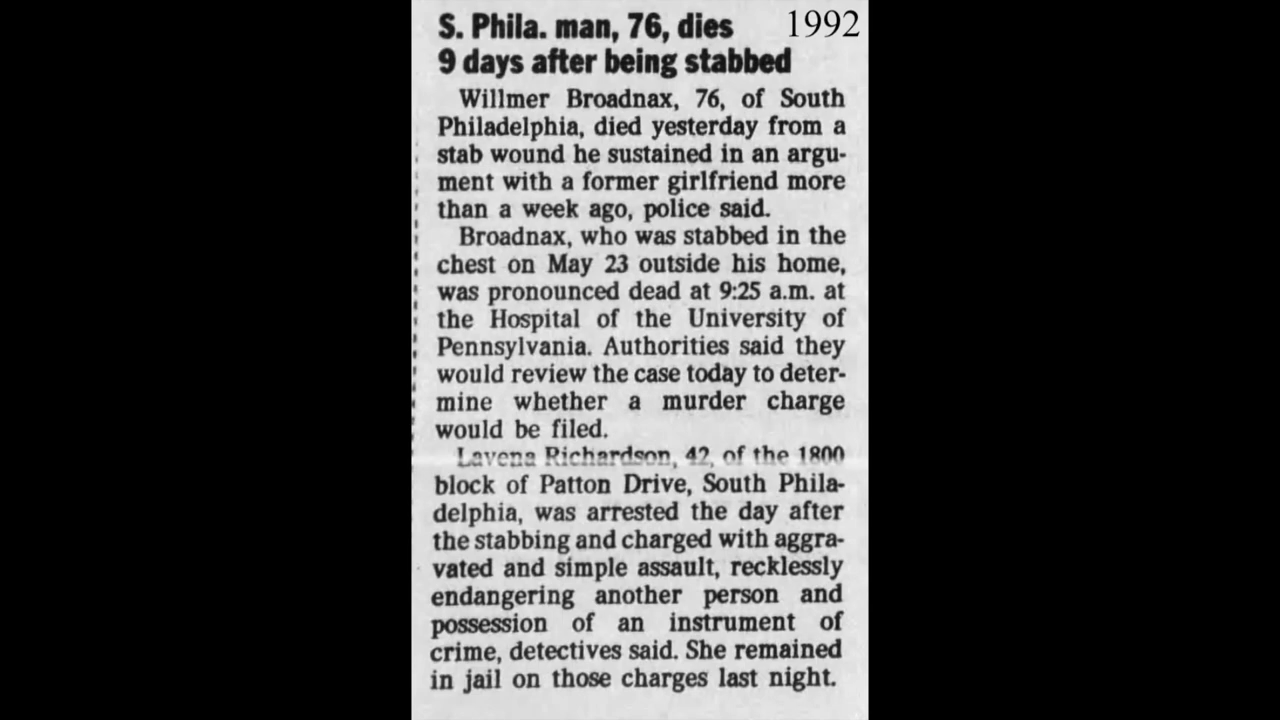 S. Phila. man, 76, dies 1992
9 days after being stabbed
Willmer Broadnax, 76, of South
Philadelphia, died yesterday from a
stab wound he sustained in an argu-
ment with a former girlfriend more
than a week ago, police said.
Broadnax, who was stabbed in the
chest on May 23 outside his home,
was pronounced dead at 9:25 a.m. at
the Hospital of the University of
Pennsylvania. Authorities said they
would review the case today to deter-
mine whether a murder charge
would be filed.
Lavena Richardson, 42, of the 1800
block of Patton Drive, South Phila-
delphia, was arrested the day after
the stabbing and charged with aggra-
vated and simple assault, recklessly
endangering another person and
possession of an instrument of
crime, detectives said. She remained
in jail on those charges last night.